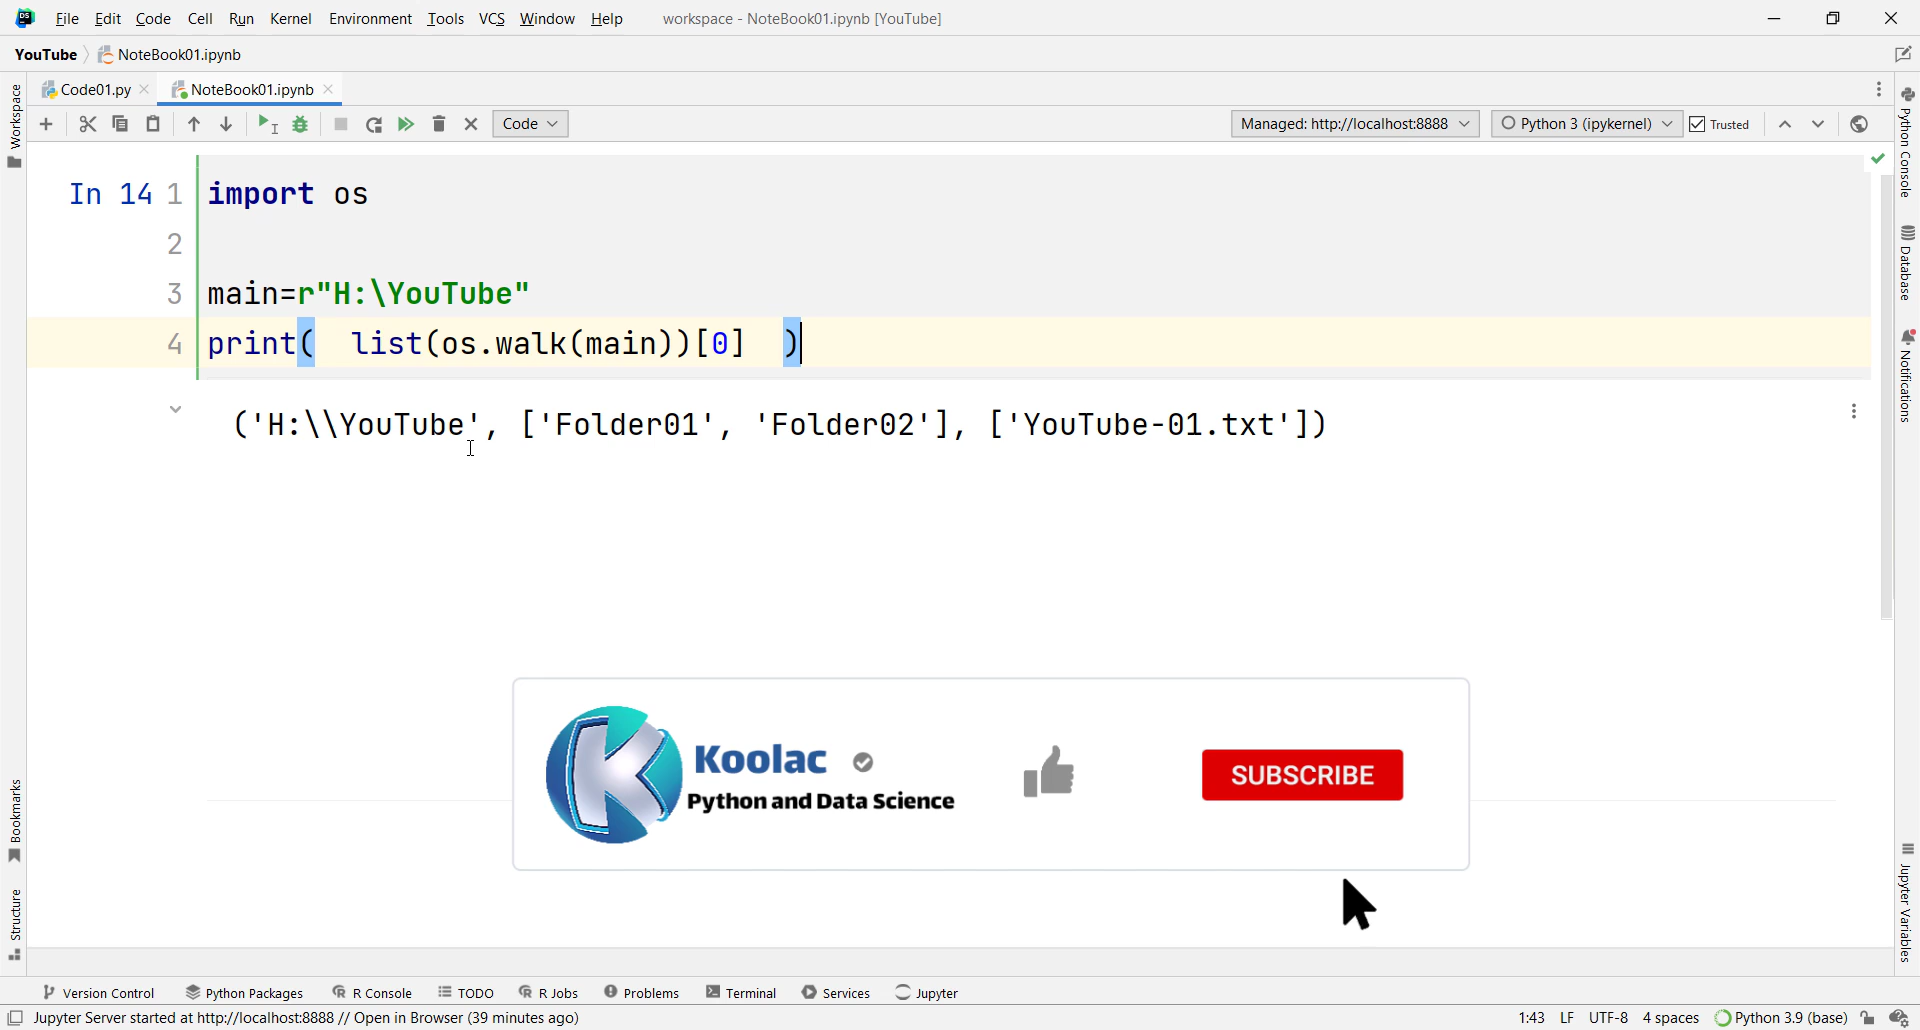 File Edit Code Cell Run Kernel Environment Tools VCS Window Help workspace - NoteBook01.ipynb [YouTube]
YouTube NoteBook01.ipynb
Code01.py NoteBook01.ipynb
Code Managed: http://localhost:8888 Python 3 (ipykernel) Trusted
Workspace
Python Console
Database
Notifications
In 14 1 import os
2
3 main=r"H:\YouTube"
4 print( list(os.walk(main))[0] )
('H:\\YouTube', ['Folder01', 'Folder02'], ['YouTube-01.txt'])
Koolac
Python and Data Science
SUBSCRIBE
Bookmarks
Structure
Jupyter Variables
Version Control Python Packages R Console TODO R Jobs Problems Terminal Services Jupyter
Jupyter Server started at http://localhost:8888 // Open in Browser (39 minutes ago) 1:43 LF UTF-8 4 spaces Python 3.9 (base)